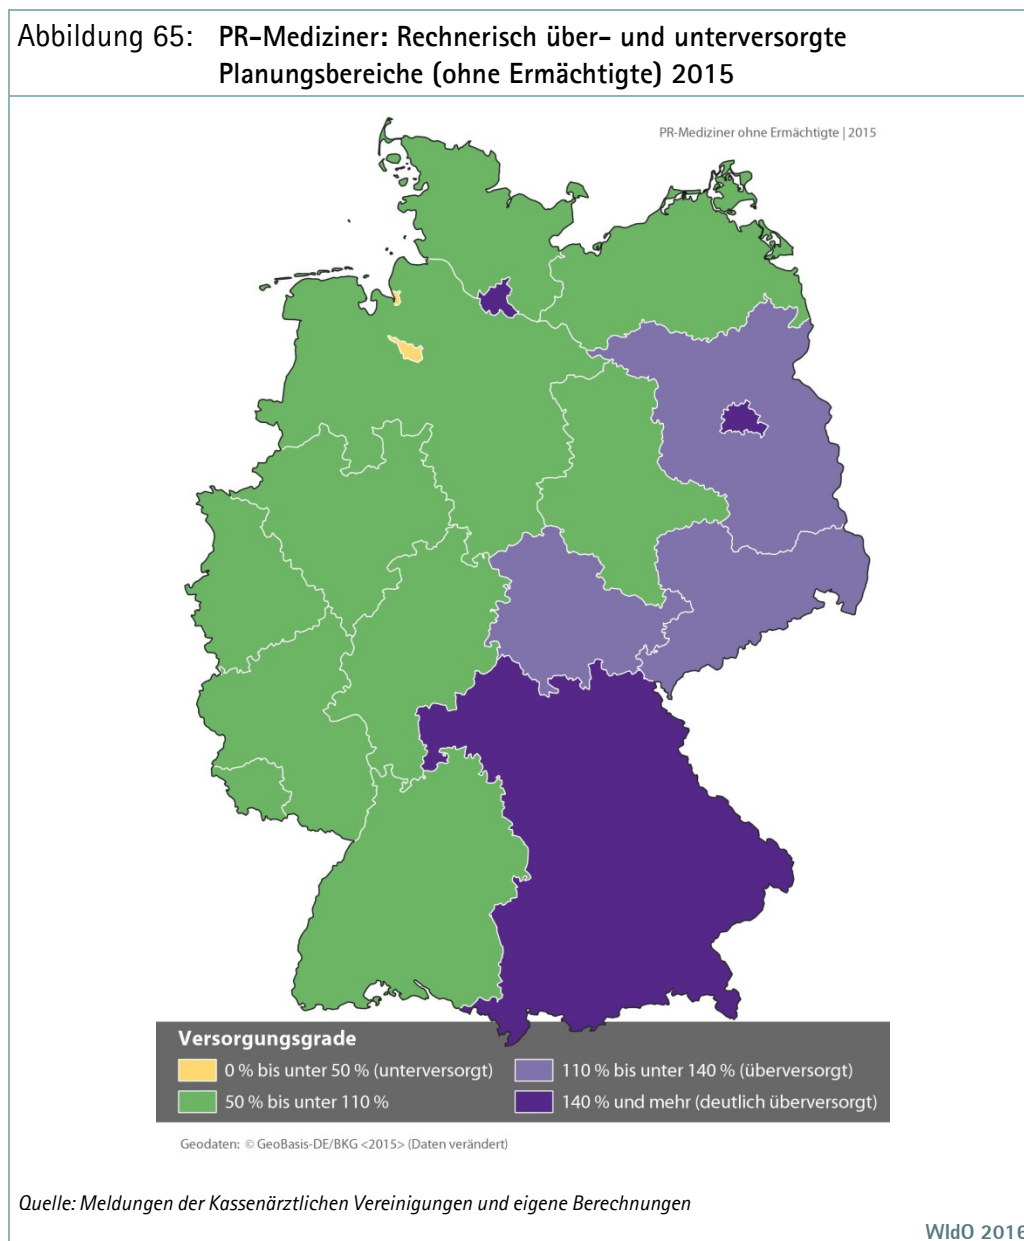 Abbildung 65: PR-Mediziner: Rechnerisch über- und unterversorgte
Planungsbereiche (ohne Ermächtigte) 2015
PR-Mediziner ohne Ermächtigte | 2015
Versorgungsgrade
0 % bis unter 50 % (unterversorgt)
110 % bis unter 140 % (überversorgt)
50 % bis unter 110 %
140 % und mehr (deutlich überversorgt)
Geodaten: © GeoBasis-DE/BKG <2015> (Daten verändert)
Quelle: Meldungen der Kassenärztlichen Vereinigungen und eigene Berechnungen
WIdO 2016